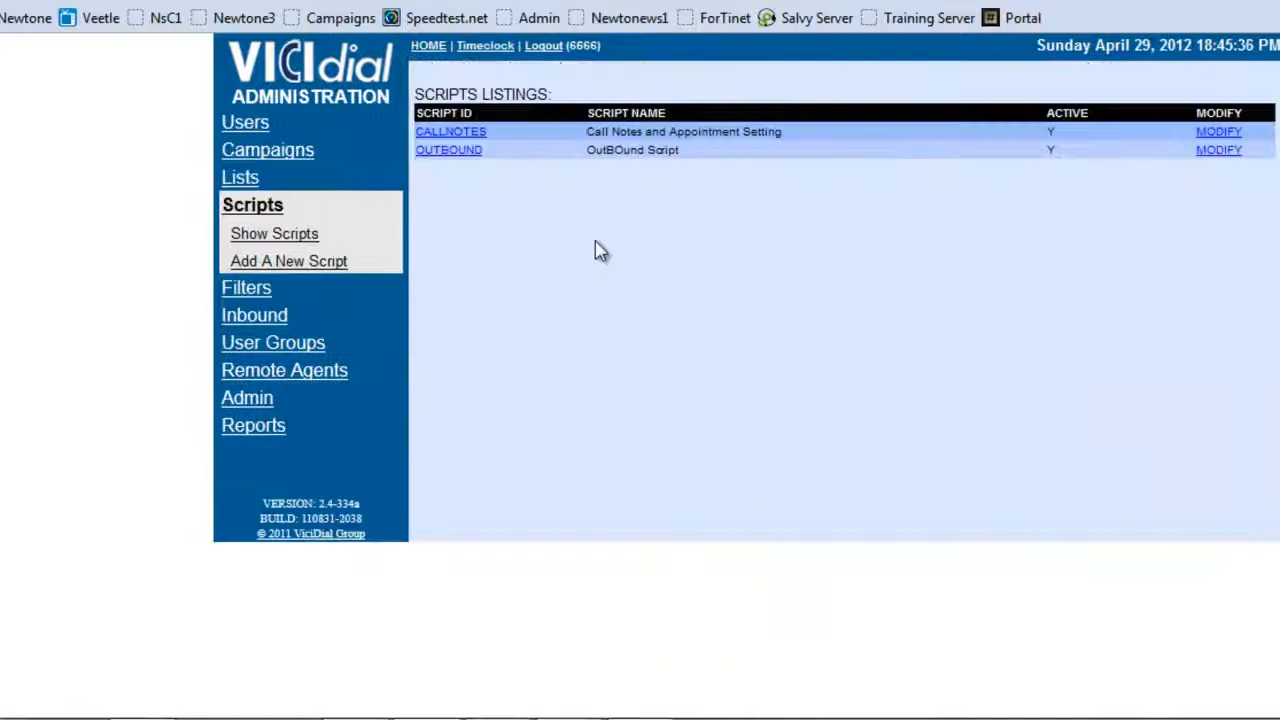 Newtone Veetle NsC1 Newtone3 Campaigns Speedtest.net Admin Newtonews1 ForTinet Salvy Server Training Server Portal
VICIdial
ADMINISTRATION
HOME | Timeclock | Logout (6666) Sunday April 29, 2012 18:45:36 PM
Users
Campaigns
Lists
Scripts
Show Scripts
Add A New Script
Filters
Inbound
User Groups
Remote Agents
Admin
Reports
VERSION: 2.4-334a
BUILD: 110831-2038
© 2011 ViciDial Group
SCRIPTS LISTINGS:
SCRIPT ID SCRIPT NAME ACTIVE MODIFY
CALLNOTES Call Notes and Appointment Setting Y MODIFY
OUTBOUND OutBOund Script Y MODIFY